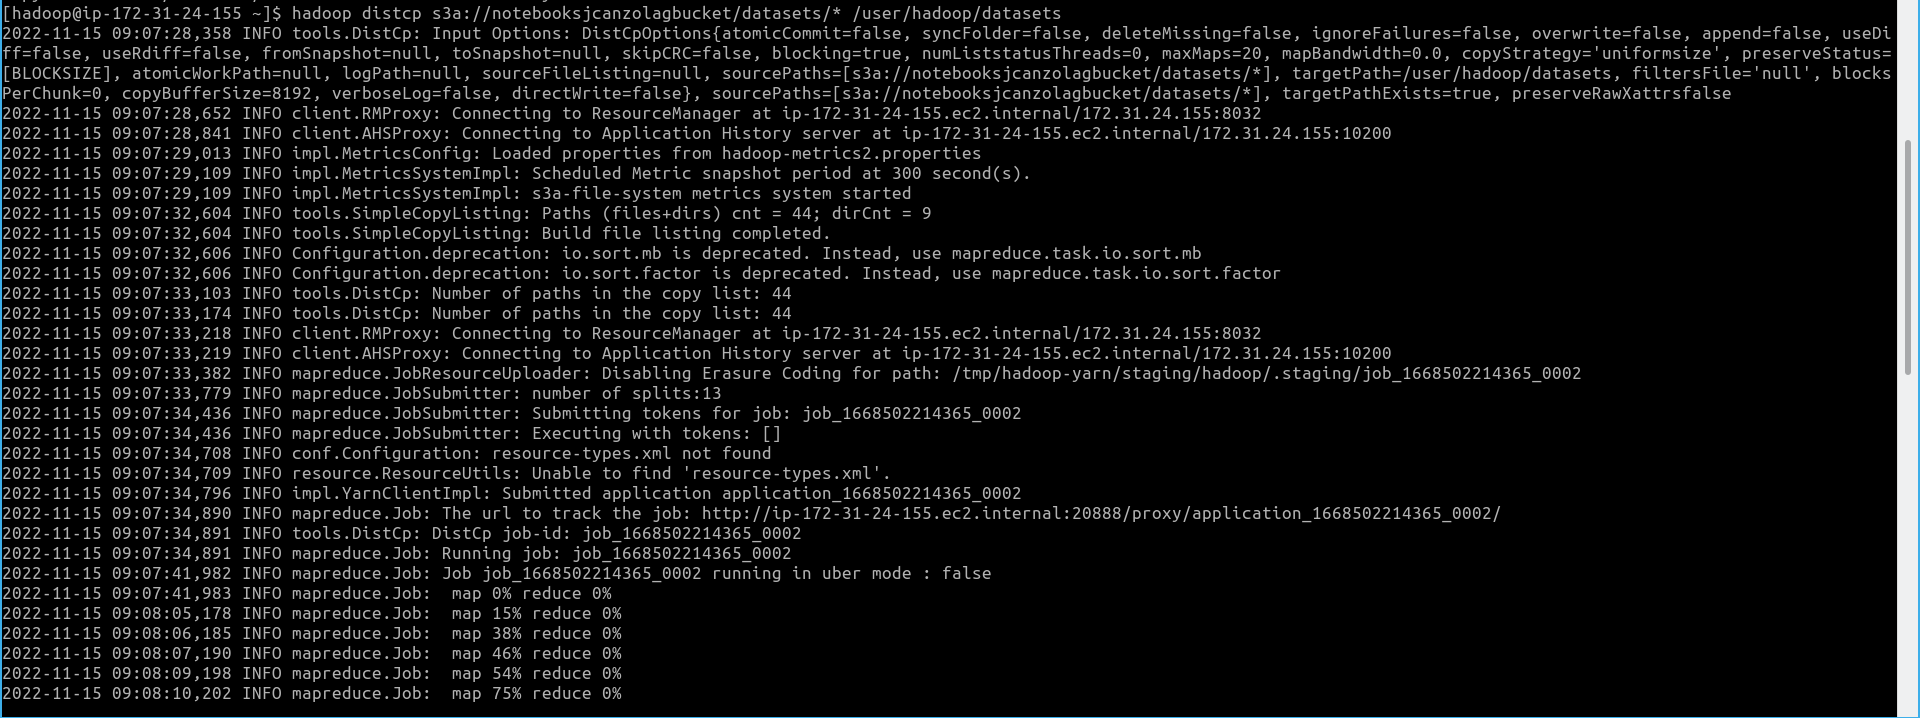 [hadoop@ip-172-31-24-155 ~]$ hadoop distcp s3a://notebooksjcanzolagbucket/datasets/* /user/hadoop/datasets
2022-11-15 09:07:28,358 INFO tools.DistCp: Input Options: DistCpOptions{atomicCommit=false, syncFolder=false, deleteMissing=false, ignoreFailures=false, overwrite=false, append=false, useDi
ff=false, useRdiff=false, fromSnapshot=null, toSnapshot=null, skipCRC=false, blocking=true, numListstatusThreads=0, maxMaps=20, mapBandwidth=0.0, copyStrategy='uniformsize', preserveStatus=
[BLOCKSIZE], atomicWorkPath=null, logPath=null, sourceFileListing=null, sourcePaths=[s3a://notebooksjcanzolagbucket/datasets/*], targetPath=/user/hadoop/datasets, filtersFile='null', blocks
PerChunk=0, copyBufferSize=8192, verboseLog=false, directWrite=false}, sourcePaths=[s3a://notebooksjcanzolagbucket/datasets/*], targetPathExists=true, preserveRawXattrsfalse
2022-11-15 09:07:28,652 INFO client.RMProxy: Connecting to ResourceManager at ip-172-31-24-155.ec2.internal/172.31.24.155:8032
2022-11-15 09:07:28,841 INFO client.AHSProxy: Connecting to Application History server at ip-172-31-24-155.ec2.internal/172.31.24.155:10200
2022-11-15 09:07:29,013 INFO impl.MetricsConfig: Loaded properties from hadoop-metrics2.properties
2022-11-15 09:07:29,109 INFO impl.MetricsSystemImpl: Scheduled Metric snapshot period at 300 second(s).
2022-11-15 09:07:29,109 INFO impl.MetricsSystemImpl: s3a-file-system metrics system started
2022-11-15 09:07:32,604 INFO tools.SimpleCopyListing: Paths (files+dirs) cnt = 44; dirCnt = 9
2022-11-15 09:07:32,604 INFO tools.SimpleCopyListing: Build file listing completed.
2022-11-15 09:07:32,606 INFO Configuration.deprecation: io.sort.mb is deprecated. Instead, use mapreduce.task.io.sort.mb
2022-11-15 09:07:32,606 INFO Configuration.deprecation: io.sort.factor is deprecated. Instead, use mapreduce.task.io.sort.factor
2022-11-15 09:07:33,103 INFO tools.DistCp: Number of paths in the copy list: 44
2022-11-15 09:07:33,174 INFO tools.DistCp: Number of paths in the copy list: 44
2022-11-15 09:07:33,218 INFO client.RMProxy: Connecting to ResourceManager at ip-172-31-24-155.ec2.internal/172.31.24.155:8032
2022-11-15 09:07:33,219 INFO client.AHSProxy: Connecting to Application History server at ip-172-31-24-155.ec2.internal/172.31.24.155:10200
2022-11-15 09:07:33,382 INFO mapreduce.JobResourceUploader: Disabling Erasure Coding for path: /tmp/hadoop-yarn/staging/hadoop/.staging/job_1668502214365_0002
2022-11-15 09:07:33,779 INFO mapreduce.JobSubmitter: number of splits:13
2022-11-15 09:07:34,436 INFO mapreduce.JobSubmitter: Submitting tokens for job: job_1668502214365_0002
2022-11-15 09:07:34,436 INFO mapreduce.JobSubmitter: Executing with tokens: []
2022-11-15 09:07:34,708 INFO conf.Configuration: resource-types.xml not found
2022-11-15 09:07:34,709 INFO resource.ResourceUtils: Unable to find 'resource-types.xml'.
2022-11-15 09:07:34,796 INFO impl.YarnClientImpl: Submitted application application_1668502214365_0002
2022-11-15 09:07:34,890 INFO mapreduce.Job: The url to track the job: http://ip-172-31-24-155.ec2.internal:20888/proxy/application_1668502214365_0002/
2022-11-15 09:07:34,891 INFO tools.DistCp: DistCp job-id: job_1668502214365_0002
2022-11-15 09:07:34,891 INFO mapreduce.Job: Running job: job_1668502214365_0002
2022-11-15 09:07:41,982 INFO mapreduce.Job: Job job_1668502214365_0002 running in uber mode : false
2022-11-15 09:07:41,983 INFO mapreduce.Job:  map 0% reduce 0%
2022-11-15 09:08:05,178 INFO mapreduce.Job:  map 15% reduce 0%
2022-11-15 09:08:06,185 INFO mapreduce.Job:  map 38% reduce 0%
2022-11-15 09:08:07,190 INFO mapreduce.Job:  map 46% reduce 0%
2022-11-15 09:08:09,198 INFO mapreduce.Job:  map 54% reduce 0%
2022-11-15 09:08:10,202 INFO mapreduce.Job:  map 75% reduce 0%